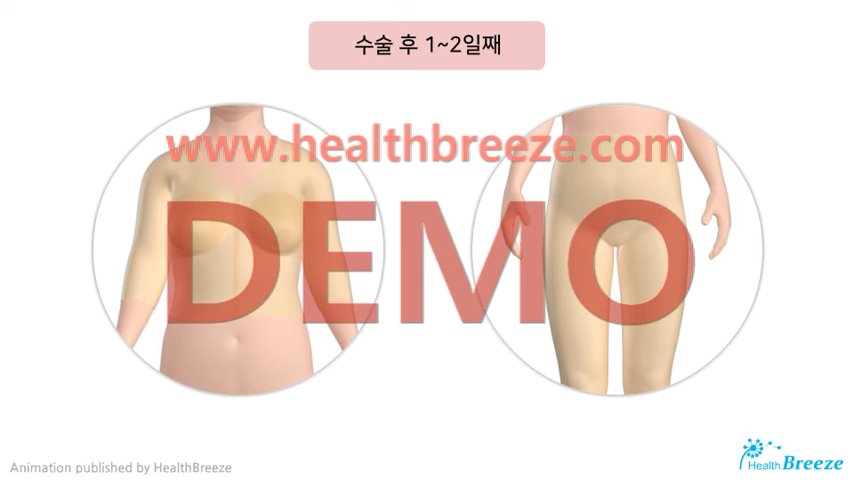 수술 후 1~2일째
www.healthbreeze.com
DEMO
Animation published by HealthBreeze
Health Breeze